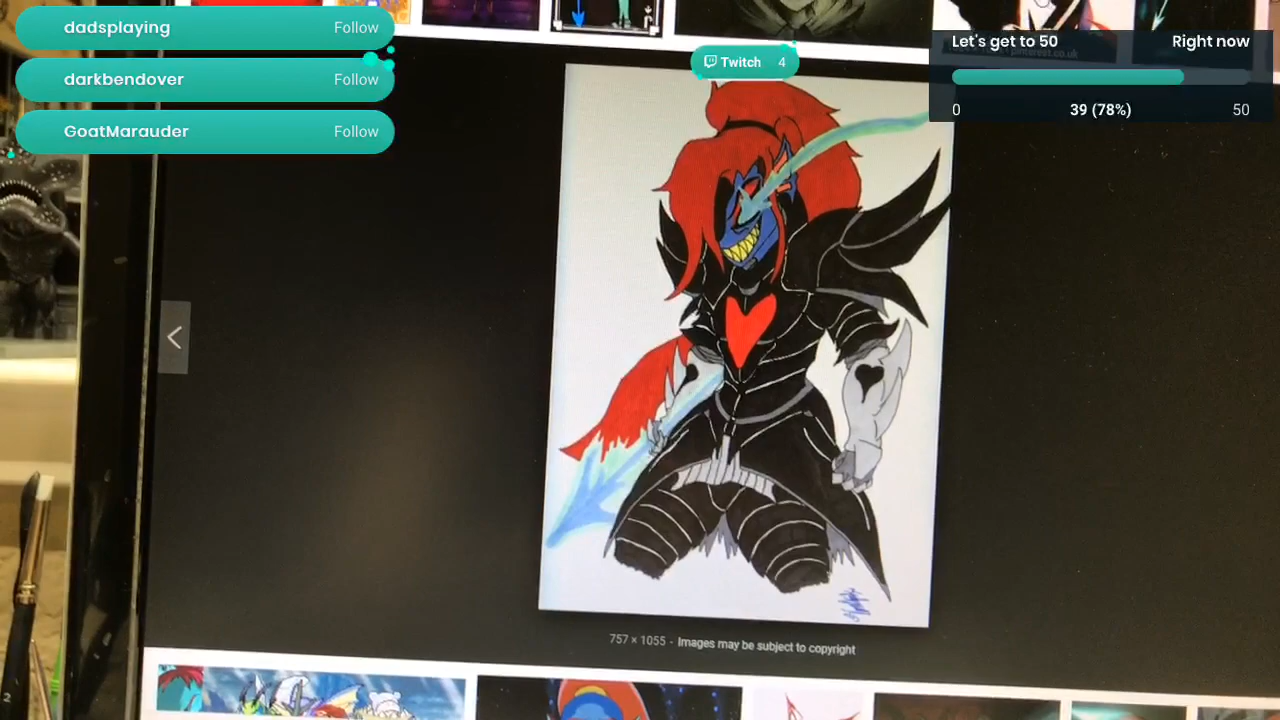 dadsplaying Follow
darkbendover Follow
GoatMarauder Follow
Twitch 4
Let's get to 50 Right now
0 39 (78%) 50
757 × 1055 - Images may be subject to copyright